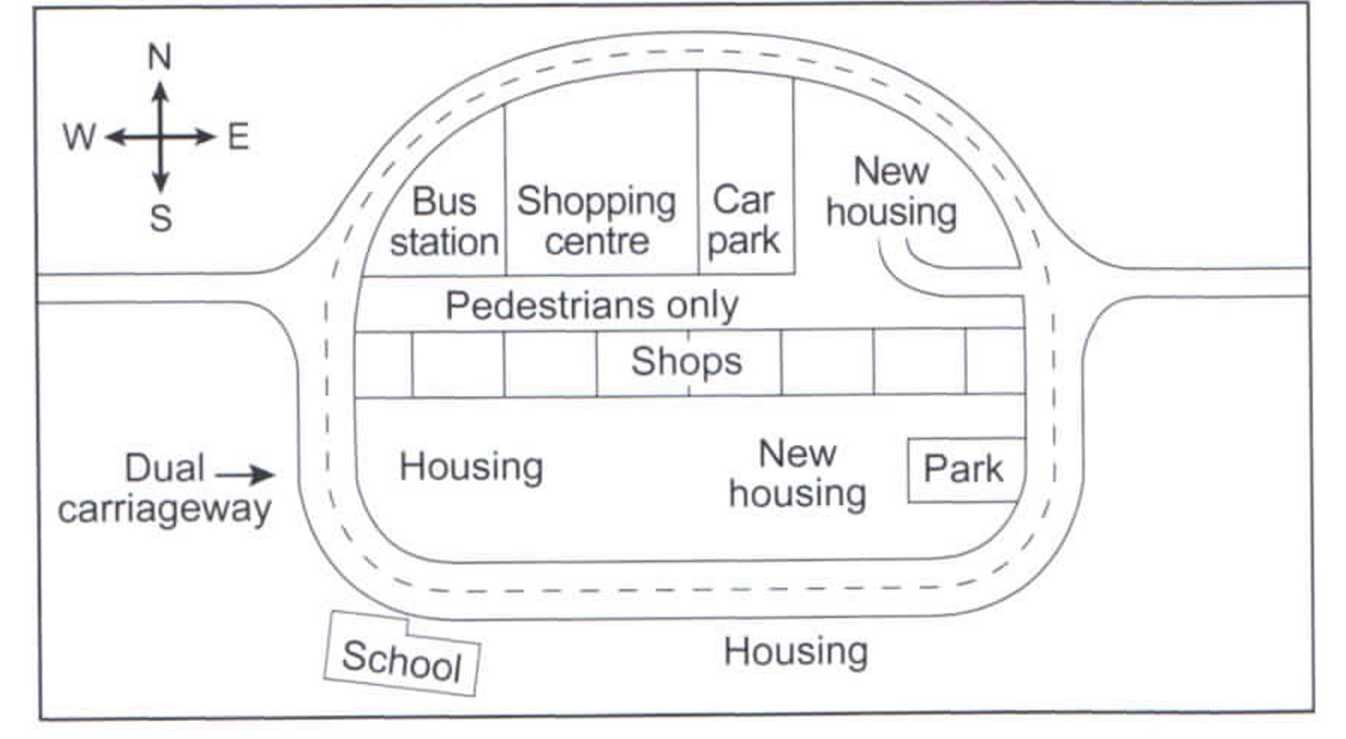 N
W E
S
Bus
station
Shopping
centre
Car
park
New
housing
Pedestrians only
Shops
Dual
carriageway
Housing
New
housing
Park
School
Housing